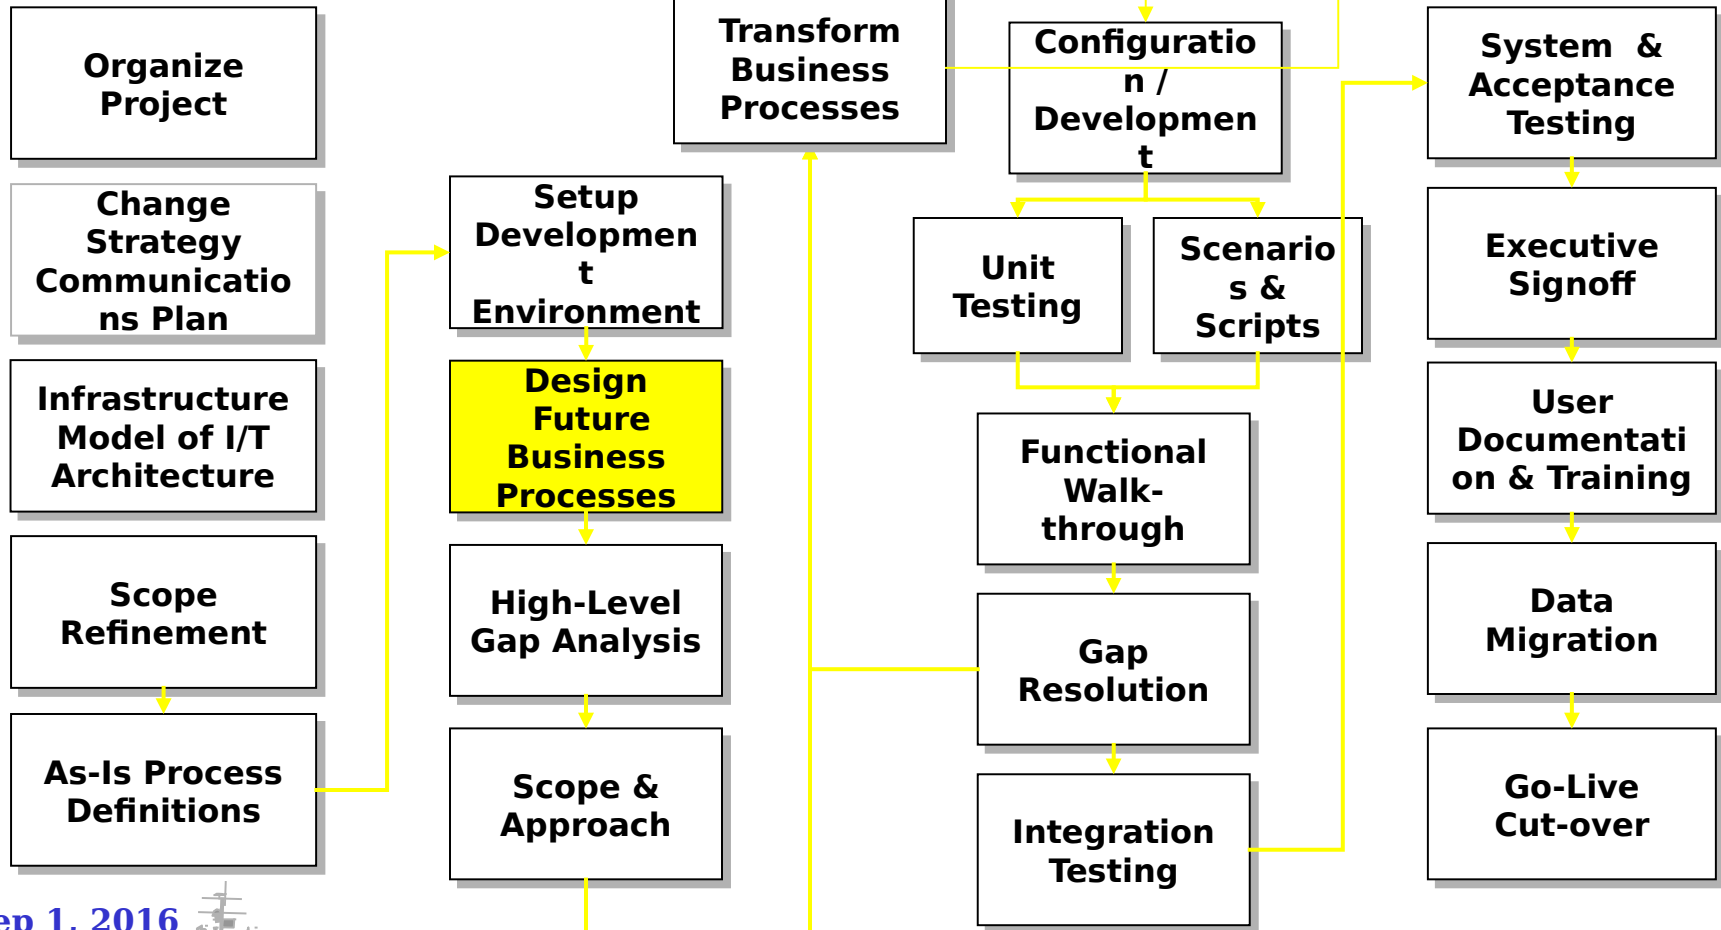 Organize
Project
Change
Strategy
Communicatio
ns Plan
Infrastructure
Model of I/T
Architecture
Scope
Refinement
As-Is Process
Definitions
Setup
Developmen
t
Environment
Design
Future
Business
Processes
High-Level
Gap Analysis
Scope &
Approach
Transform
Business
Processes
Configuratio
n /
Developmen
t
Unit
Testing
Scenario
s &
Scripts
Functional
Walk-
through
Gap
Resolution
Integration
Testing
System & 
Acceptance
Testing
Executive
Signoff
User
Documentati
on & Training
Data
Migration
Go-Live
Cut-over
ep 1, 2016